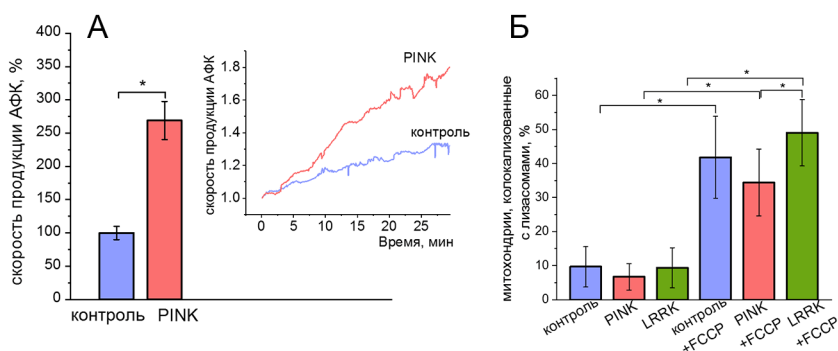 А
скорость продукции АФК, %
400
350
300
250
200
150
100
50
0
*
контроль
PINK
скорость продукции АФК
1.8
1.6
1.4
1.2
1.0
PINK
контроль
0
5
10
15
20
25
Время, мин
Б
митохондрии, колокализованные
с лизасомами, %
60
50
40
30
20
10
0
*
*
*
*
контроль
PINK
LRRK
контроль
+FCCP
PINK
+FCCP
LRRK
+FCCP